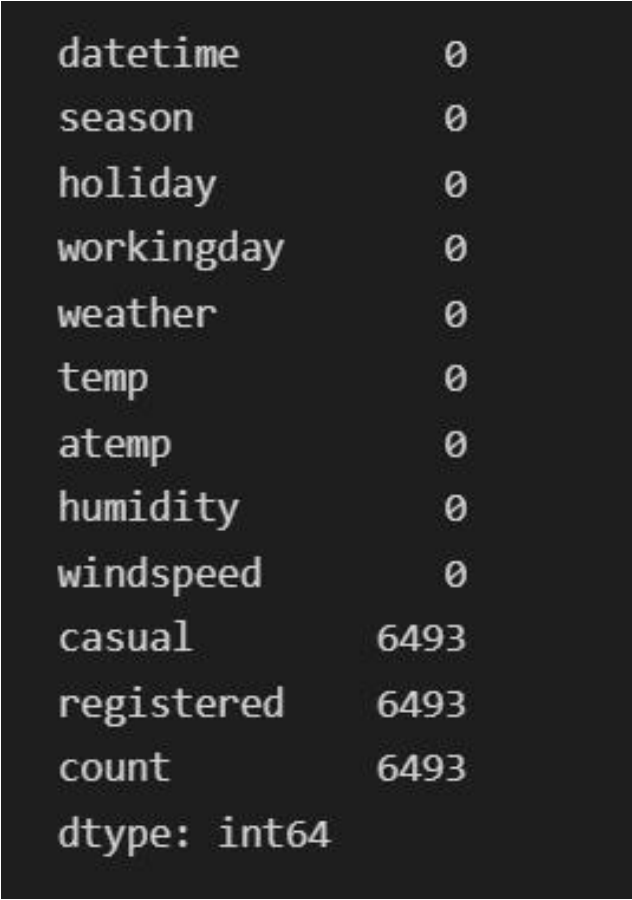 datetime 0
season 0
holiday 0
workingday 0
weather 0
temp 0
atemp 0
humidity 0
windspeed 0
casual 6493
registered 6493
count 6493
dtype: int64